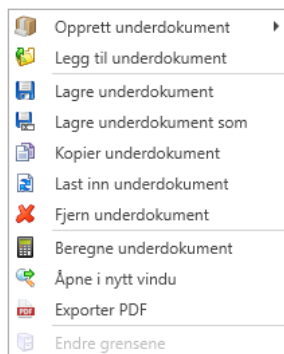 Opprett underdokument
Legg til underdokument
Lagre underdokument
Lagre underdokument som
Kopier underdokument
Last inn underdokument
Fjern underdokument
Beregne underdokument
Åpne i nytt vindu
PDF Exporter PDF
Endre grensene